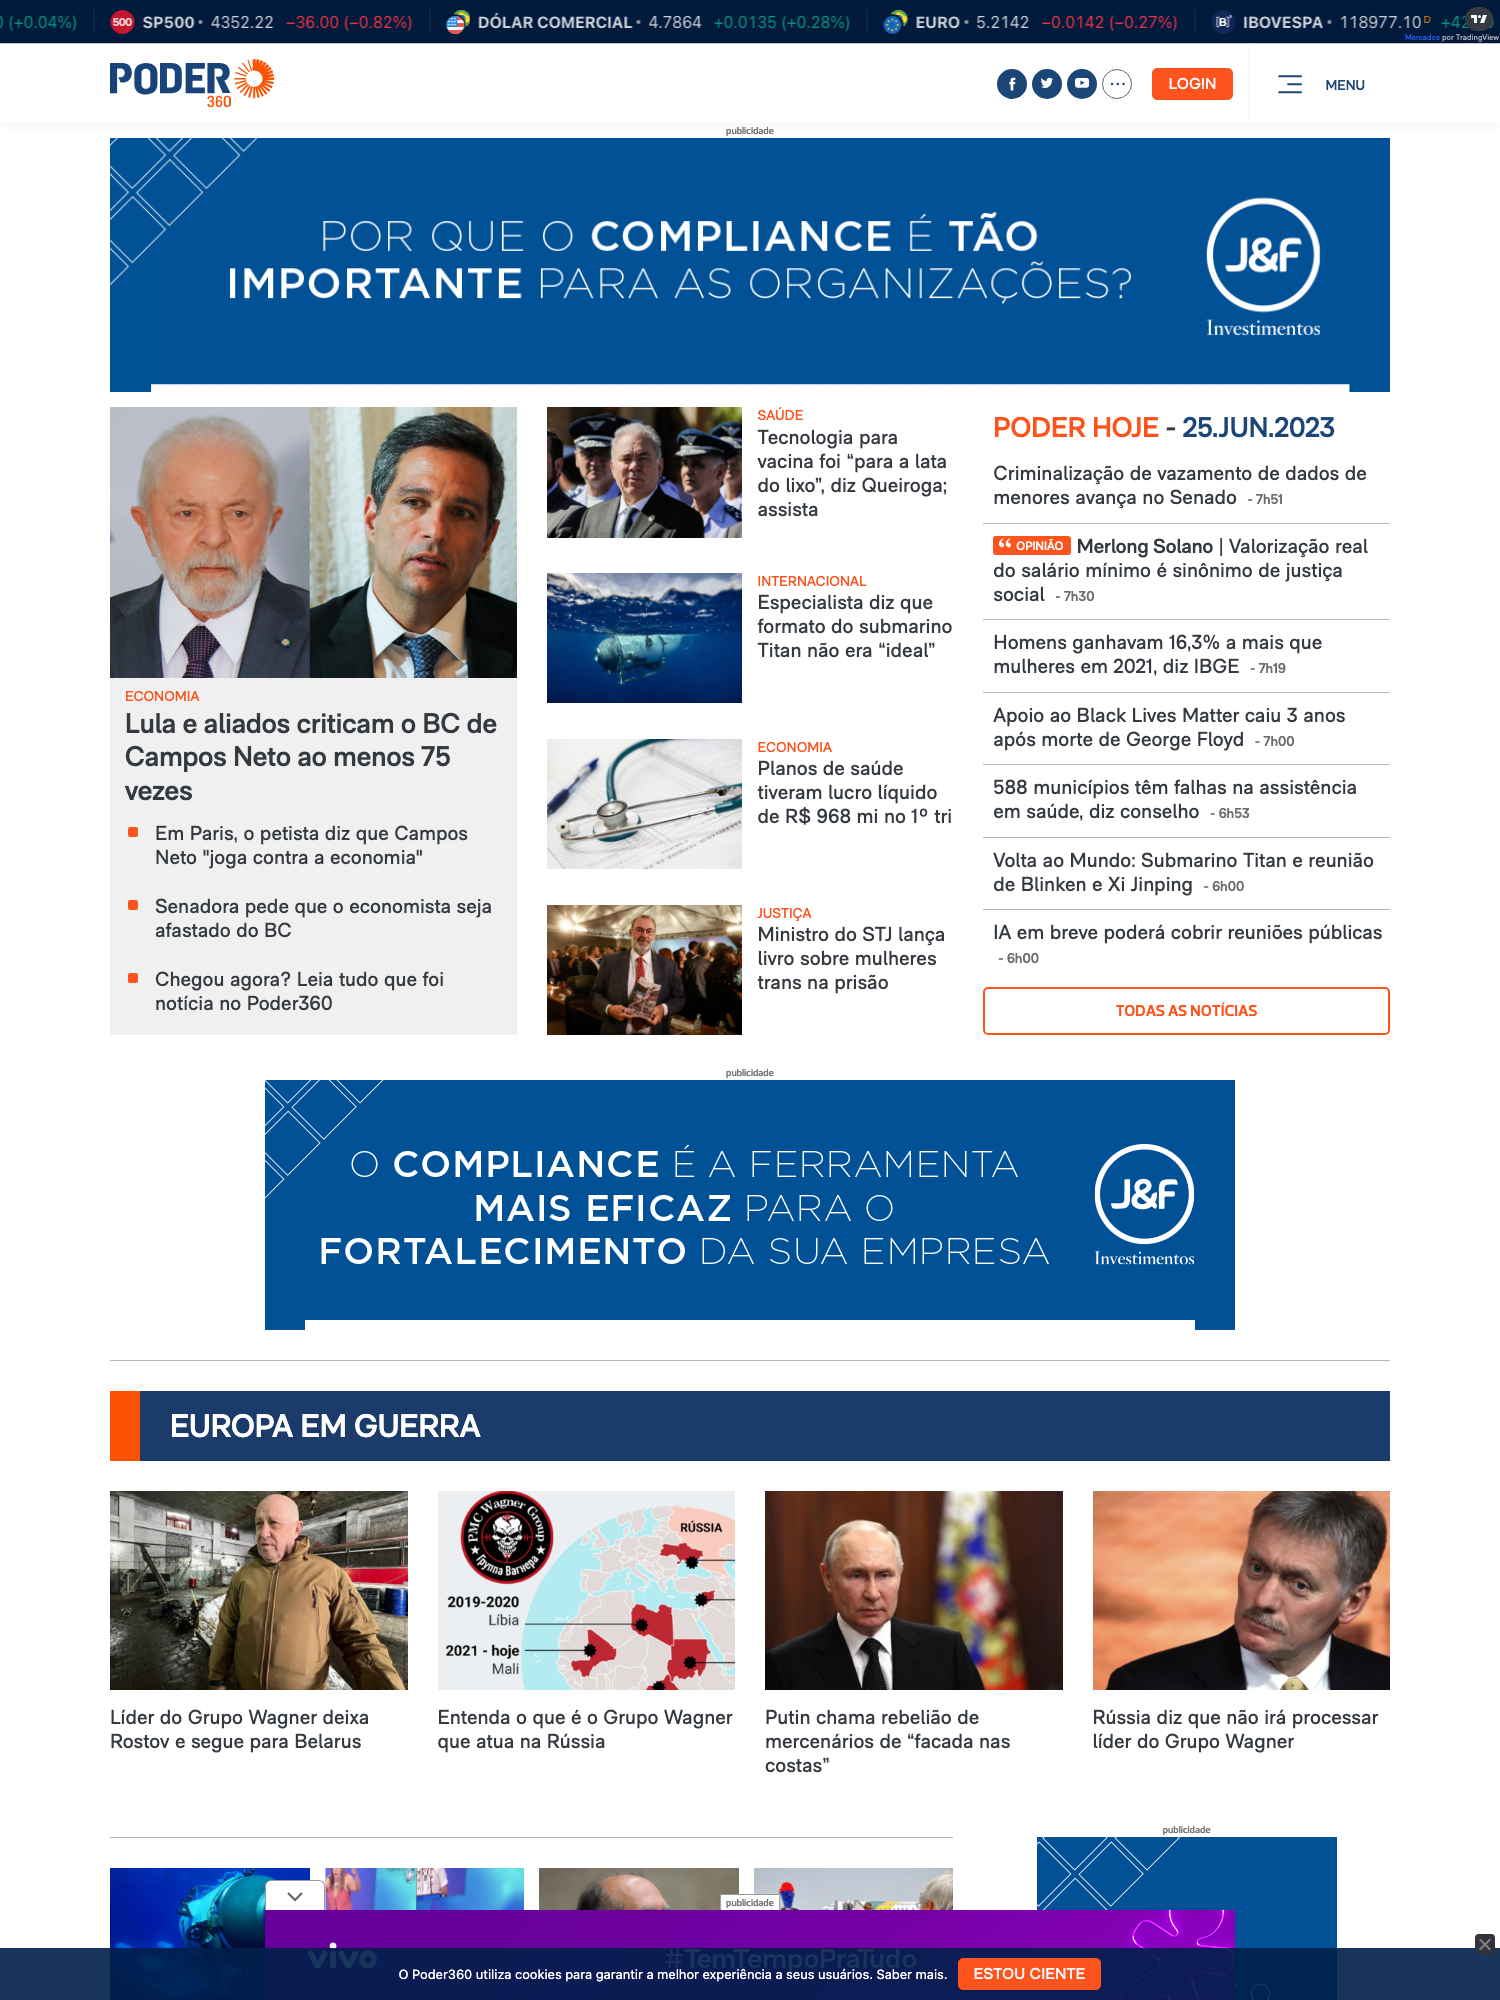 0 (+0.04%)
SP500 • 4352.22 −36.00 (−0.82%)
DÓLAR COMERCIAL • 4.7864 +0.0135 (+0.28%)
EURO • 5.2142 −0.0142 (−0.27%)
IBOVESPA • 118977.10 D
Mercados por TradingView
PODER
360
LOGIN
MENU
publicidade
POR QUE O COMPLIANCE É TÃO
IMPORTANTE PARA AS ORGANIZAÇÕES?
J&F
Investimentos
ECONOMIA
Lula e aliados criticam o BC de
Campos Neto ao menos 75
vezes
Em Paris, o petista diz que Campos
Neto "joga contra a economia"
Senadora pede que o economista seja
afastado do BC
Chegou agora? Leia tudo que foi
notícia no Poder360
SAÚDE
Tecnologia para
vacina foi “para a lata
do lixo”, diz Queiroga;
assista
INTERNACIONAL
Especialista diz que
formato do submarino
Titan não era “ideal”
ECONOMIA
Planos de saúde
tiveram lucro líquido
de R$ 968 mi no 1º tri
JUSTIÇA
Ministro do STJ lança
livro sobre mulheres
trans na prisão
PODER HOJE - 25.JUN.2023
Criminalização de vazamento de dados de
menores avança no Senado - 7h51
OPINIÃO Merlong Solano | Valorização real
do salário mínimo é sinônimo de justiça
social - 7h30
Homens ganhavam 16,3% a mais que
mulheres em 2021, diz IBGE - 7h19
Apoio ao Black Lives Matter caiu 3 anos
após morte de George Floyd - 7h00
588 municípios têm falhas na assistência
em saúde, diz conselho - 6h53
Volta ao Mundo: Submarino Titan e reunião
de Blinken e Xi Jinping - 6h00
IA em breve poderá cobrir reuniões públicas
- 6h00
TODAS AS NOTÍCIAS
publicidade
O COMPLIANCE É A FERRAMENTA
MAIS EFICAZ PARA O
FORTALECIMENTO DA SUA EMPRESA
J&F
Investimentos
EUROPA EM GUERRA
PMC Wagner Group
Группа Вагнера
RÚSSIA
2019-2020
Líbia
2021 - hoje
Mali
Líder do Grupo Wagner deixa
Rostov e segue para Belarus
Entenda o que é o Grupo Wagner
que atua na Rússia
Putin chama rebelião de
mercenários de “facada nas
costas”
Rússia diz que não irá processar
líder do Grupo Wagner
publicidade
publicidade
vivo
#TemTempoPraTudo
O Poder360 utiliza cookies para garantir a melhor experiência a seus usuários. Saber mais.
ESTOU CIENTE